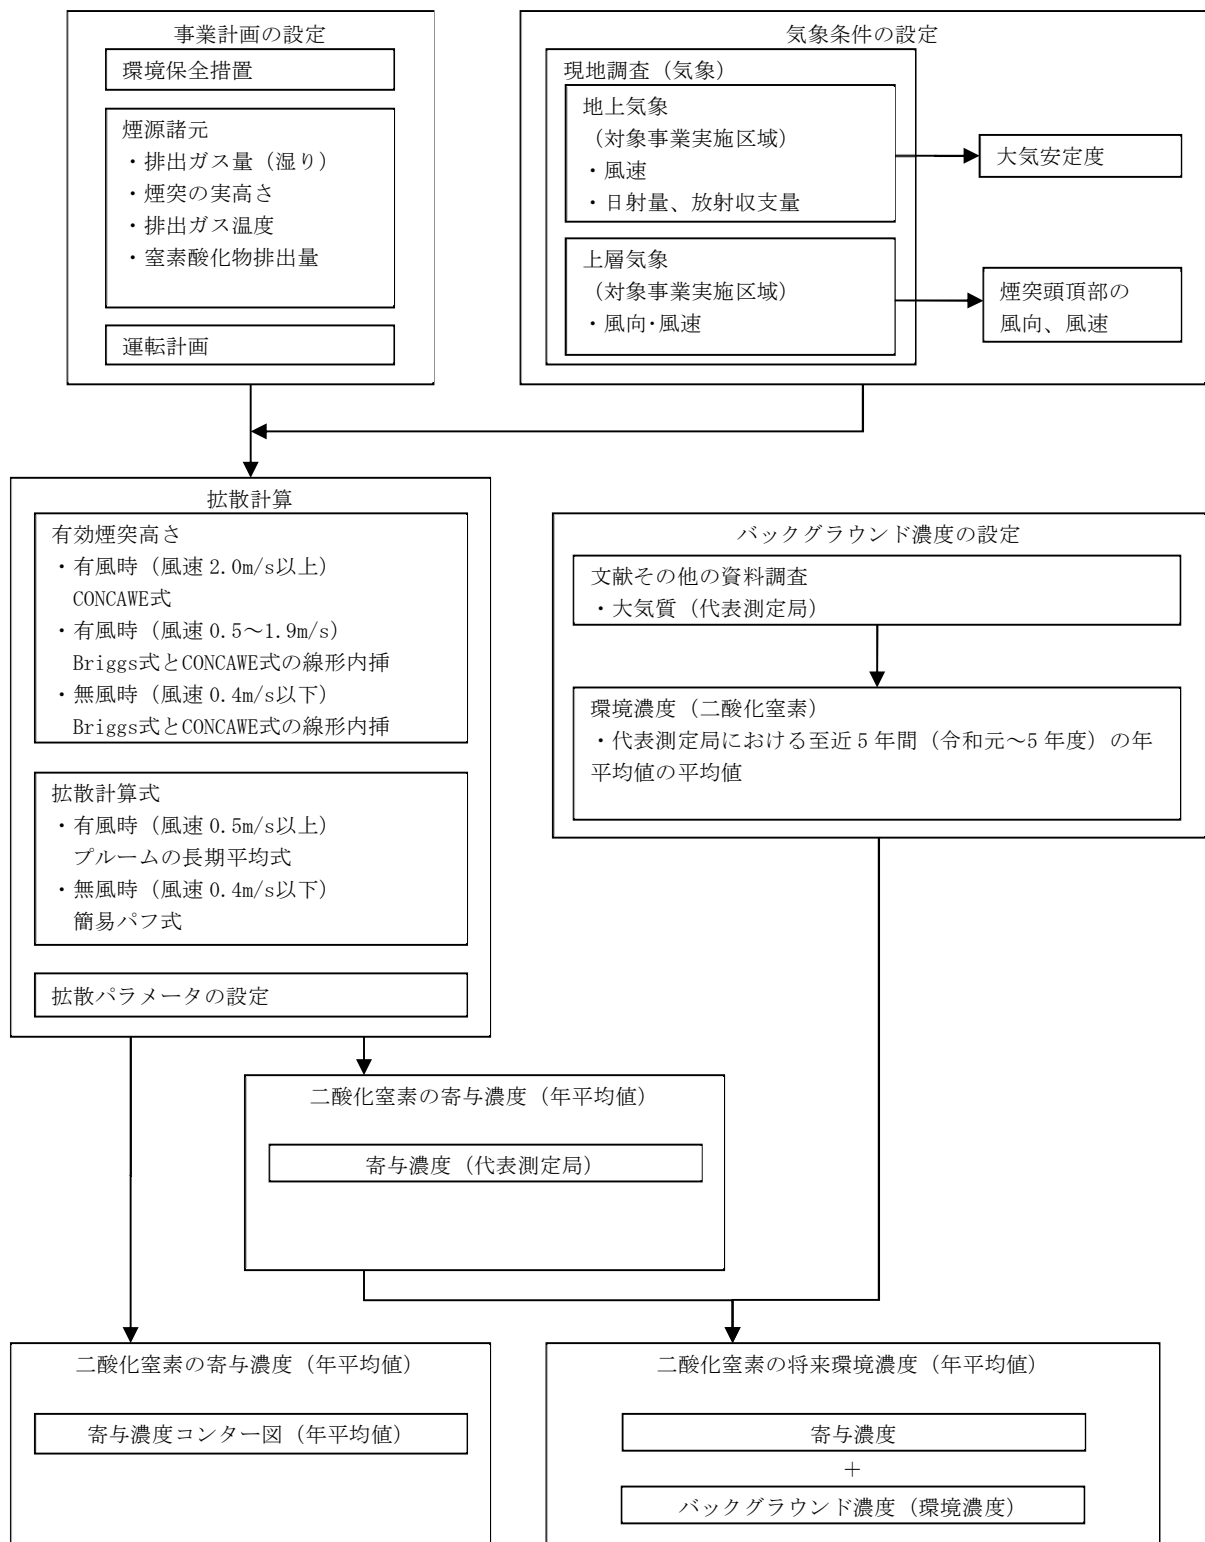 事業計画の設定
環境保全措置
煙源諸元
・排出ガス量（湿り）
・煙突の実高さ
・排出ガス温度
・窒素酸化物排出量
運転計画
気象条件の設定
現地調査（気象）
地上気象
（対象事業実施区域）
・風速
・日射量、放射収支量
大気安定度
上層気象
（対象事業実施区域）
・風向･風速
煙突頭頂部の
風向、風速
拡散計算
有効煙突高さ
・有風時（風速 2.0m/s以上）
CONCAWE式
・有風時（風速 0.5～1.9m/s）
Briggs式とCONCAWE式の線形内挿
・無風時（風速 0.4m/s以下）
Briggs式とCONCAWE式の線形内挿
拡散計算式
・有風時（風速 0.5m/s以上）
プルームの長期平均式
・無風時（風速 0.4m/s以下）
簡易パフ式
拡散パラメータの設定
バックグラウンド濃度の設定
文献その他の資料調査
・大気質（代表測定局）
環境濃度（二酸化窒素）
・代表測定局における至近 5 年間（令和元～5 年度）の年
平均値の平均値
二酸化窒素の寄与濃度（年平均値）
寄与濃度（代表測定局）
二酸化窒素の寄与濃度（年平均値）
寄与濃度コンター図（年平均値）
二酸化窒素の将来環境濃度（年平均値）
寄与濃度
＋
バックグラウンド濃度（環境濃度）